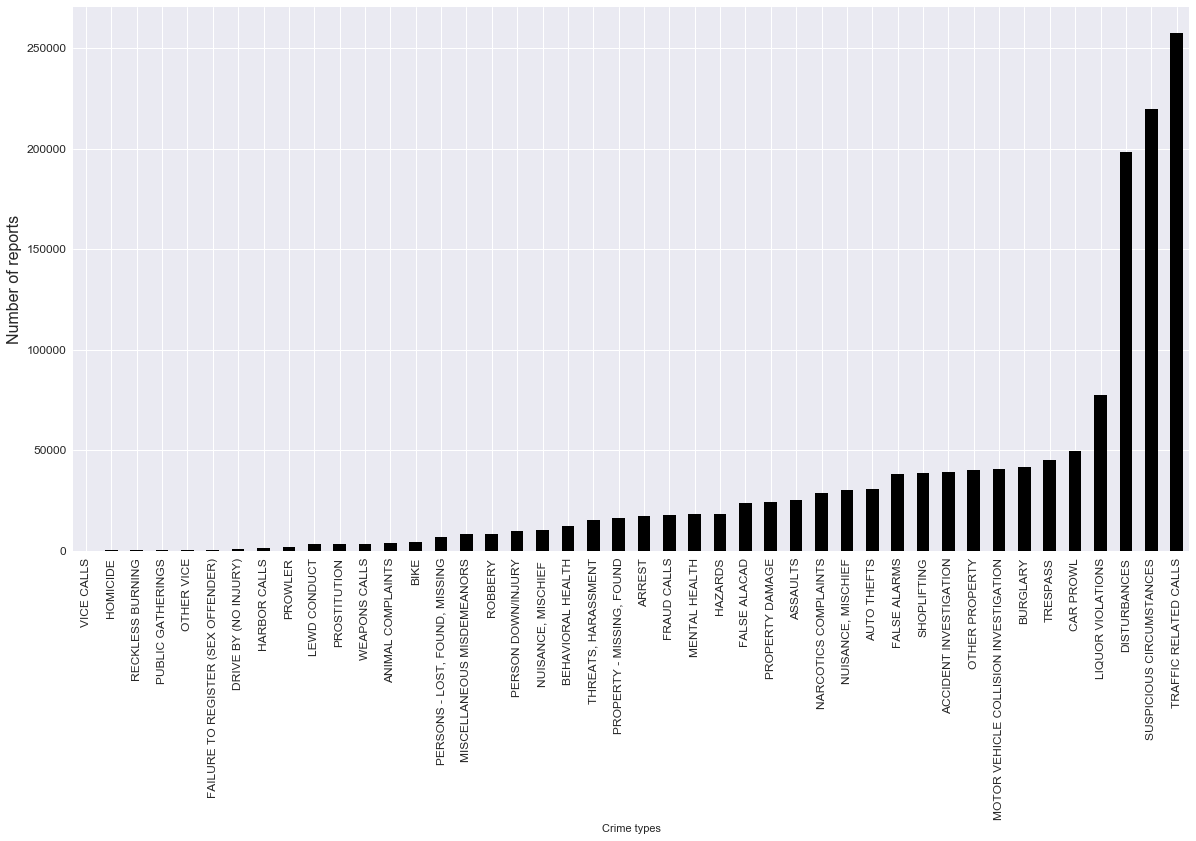 250000
200000
150000
100000
50000
0
Number of reports
VICE CALLS
HOMICIDE
RECKLESS BURNING
PUBLIC GATHERINGS
OTHER VICE
FAILURE TO REGISTER (SEX OFFENDER)
DRIVE BY (NO INJURY)
HARBOR CALLS
PROWLER
LEWD CONDUCT
PROSTITUTION
WEAPONS CALLS
ANIMAL COMPLAINTS
BIKE
PERSONS - LOST, FOUND, MISSING
MISCELLANEOUS MISDEMEANORS
ROBBERY
PERSON DOWN/INJURY
NUISANCE, MISCHIEF
BEHAVIORAL HEALTH
THREATS, HARASSMENT
PROPERTY - MISSING, FOUND
ARREST
FRAUD CALLS
MENTAL HEALTH
HAZARDS
FALSE ALACAD
PROPERTY DAMAGE
ASSAULTS
NARCOTICS COMPLAINTS
NUISANCE, MISCHIEF
AUTO THEFTS
FALSE ALARMS
SHOPLIFTING
ACCIDENT INVESTIGATION
OTHER PROPERTY
MOTOR VEHICLE COLLISION INVESTIGATION
BURGLARY
TRESPASS
CAR PROWL
LIQUOR VIOLATIONS
DISTURBANCES
SUSPICIOUS CIRCUMSTANCES
TRAFFIC RELATED CALLS
Crime types